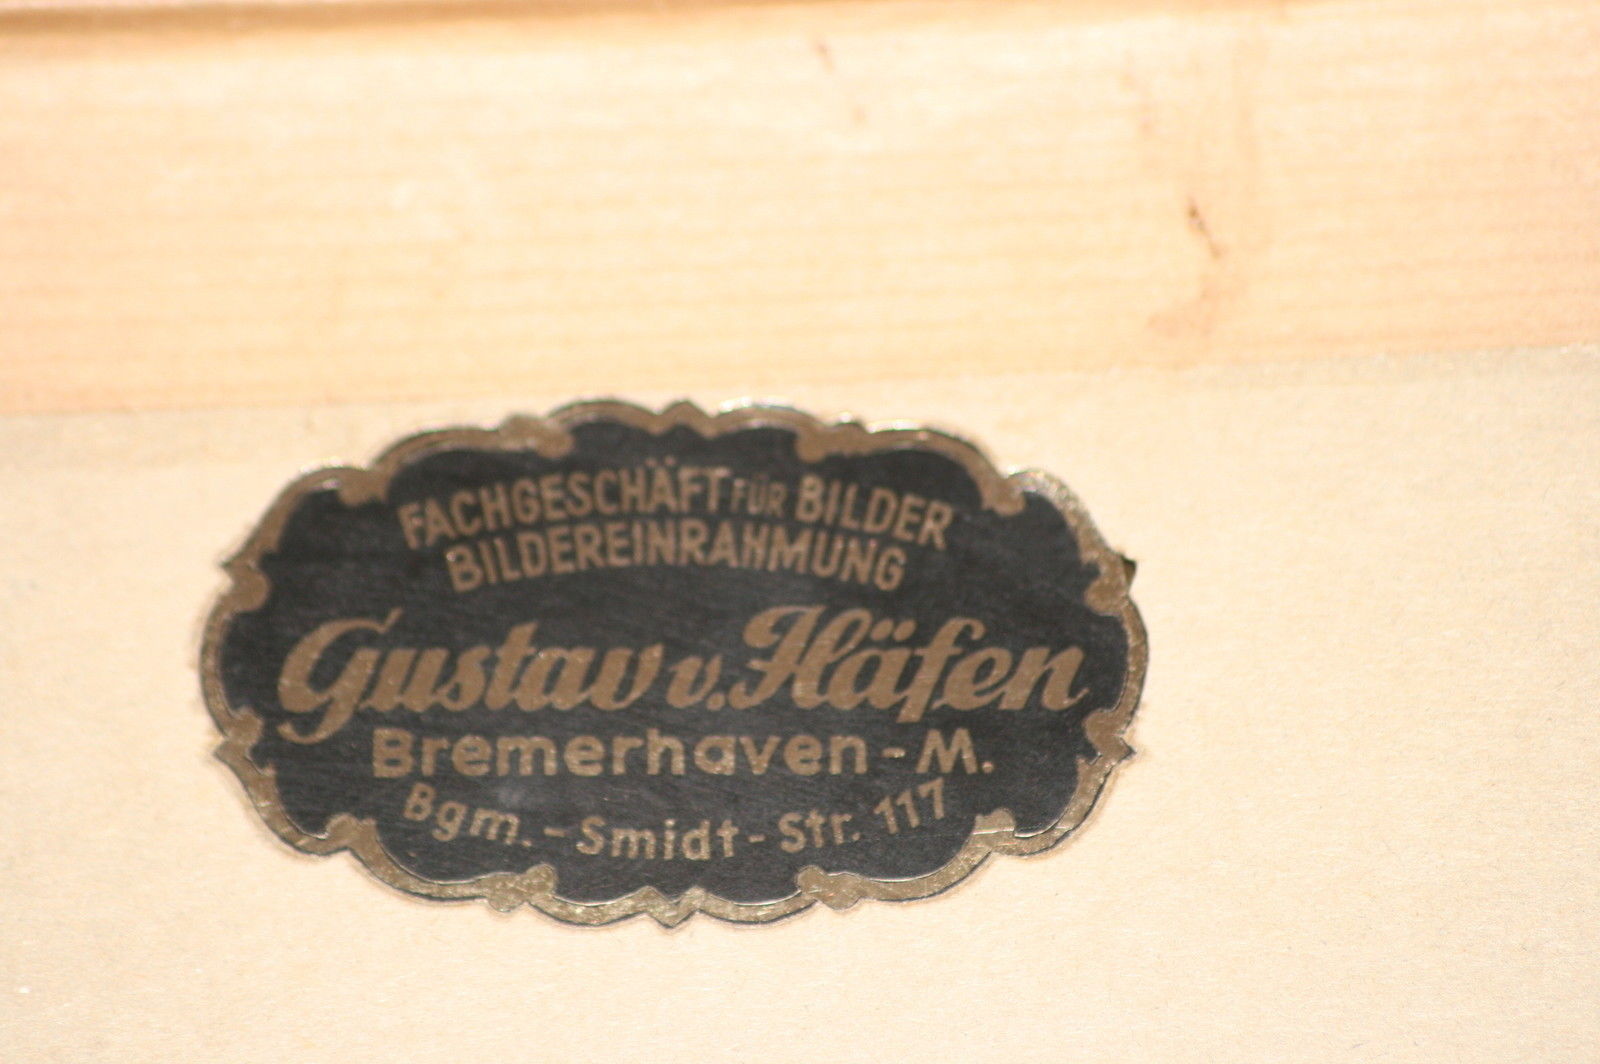 FACHGESCHÄFT FÜR BILDER
BILDEREINRAHMUNG
Gustav v. Häfen
Bremerhaven - M.
Bgm. - Smidt - Str. 117